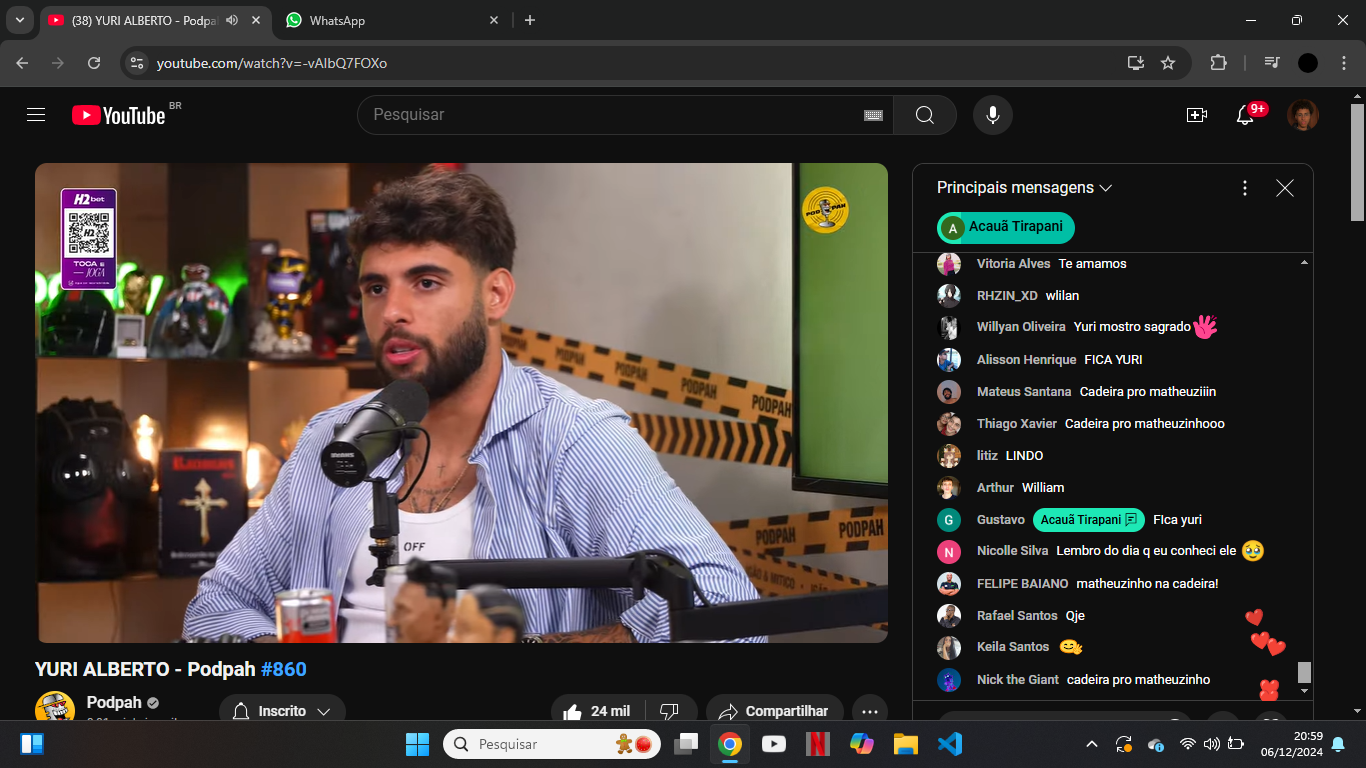 (38) YURI ALBERTO - Podpa
WhatsApp
youtube.com/watch?v=-vAIbQ7FOXo
YouTube BR
Pesquisar
9+
H2bet
H2
TOCA E
JOGA
PODPAH
PODPAH PODPAH PODPAH
PODPAH PODPAH
OFF
YURI ALBERTO - Podpah #860
Podpah
Inscrito
24 mil
Compartilhar
Principais mensagens
A Acauã Tirapani
Vitoria Alves Te amamos
RHZIN_XD wlilan
Willyan Oliveira Yuri mostro sagrado
Alisson Henrique FICA YURI
Mateus Santana Cadeira pro matheuziiin
Thiago Xavier Cadeira pro matheuzinhooo
litiz LINDO
Arthur William
G Gustavo Acauã Tirapani FIca yuri
N Nicolle Silva Lembro do dia q eu conheci ele 🥹
FELIPE BAIANO matheuzinho na cadeira!
Rafael Santos Qje
Keila Santos
Nick the Giant cadeira pro matheuzinho
Pesquisar
N
20:59
06/12/2024